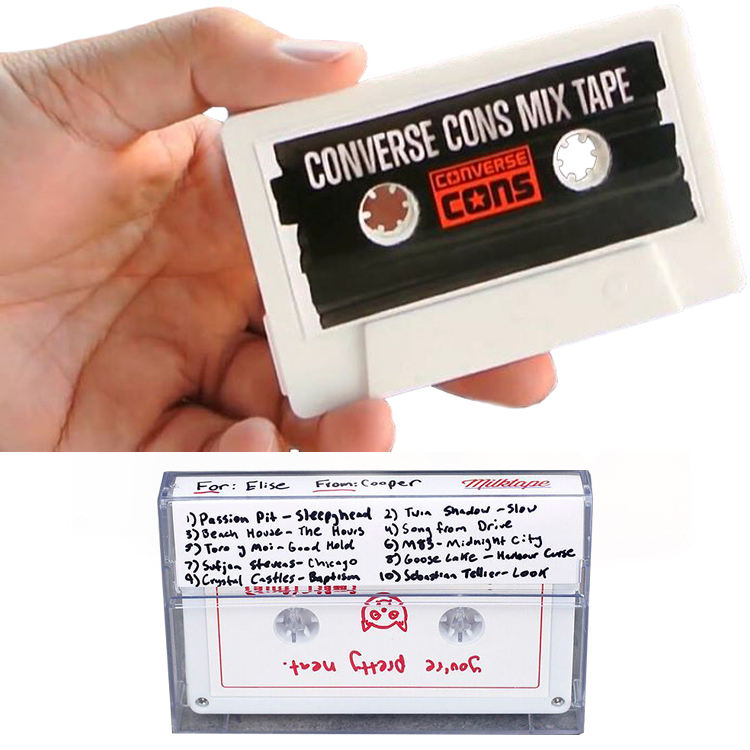 CONVERSE CONS MIX TAPE
CONVERSE
CONS
For: Elise From: Cooper Milktape
1) Passion Pit - Sleepyhead 2) Twin Shadow - Slow
3) Beach House - The Hours 4) Song from Drive
5) Toro y Moi - Good Hold 6) M83 - Midnight City
7) Sufjan Stevens - Chicago 8) Goose Lake - Harbour Curse
9) Crystal Castles - Baptism 10) Sebastian Tellier - Look
you're pretty neat.